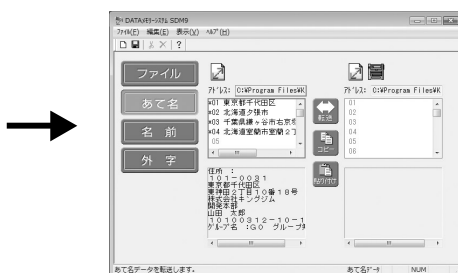 DATAﾒﾓﾘｰｼｽﾃﾑ SDM9
ﾌｧｲﾙ(F) 編集(E) 表示(V) ﾍﾙﾌﾟ(H)
ファイル
あて名
名前
外字
ｱﾄﾞﾚｽ: C:¥Program Files¥K
*01 東京都千代田区
*02 北海道夕張市
*03 千葉県鎌ヶ谷市右京塚
*04 北海道室蘭市室蘭２丁
05
転送
コピー
貼り付け
ｱﾄﾞﾚｽ: C:¥Program Files¥K
01
02
03
04
05
06
住所 :
１０１－００３１
東京都千代田区
東神田２丁目１０番１８号
株式会社キングジム
開発本部
山田 太郎
１０１００３１２－１０－１
ｸﾞﾙｰﾌﾟ名 :ＧＯ グループ
あて名データを転送します。
あて名ﾃﾞｰﾀ NUM